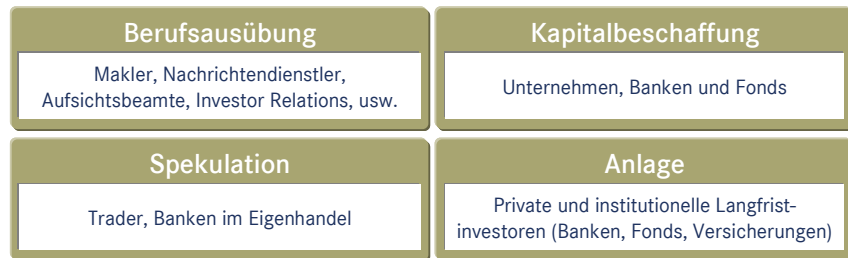 Berufsausübung
Makler, Nachrichtendienstler,
Aufsichtsbeamte, Investor Relations, usw.
Kapitalbeschaffung
Unternehmen, Banken und Fonds
Spekulation
Trader, Banken im Eigenhandel
Anlage
Private und institutionelle Langfrist-
investoren (Banken, Fonds, Versicherungen)